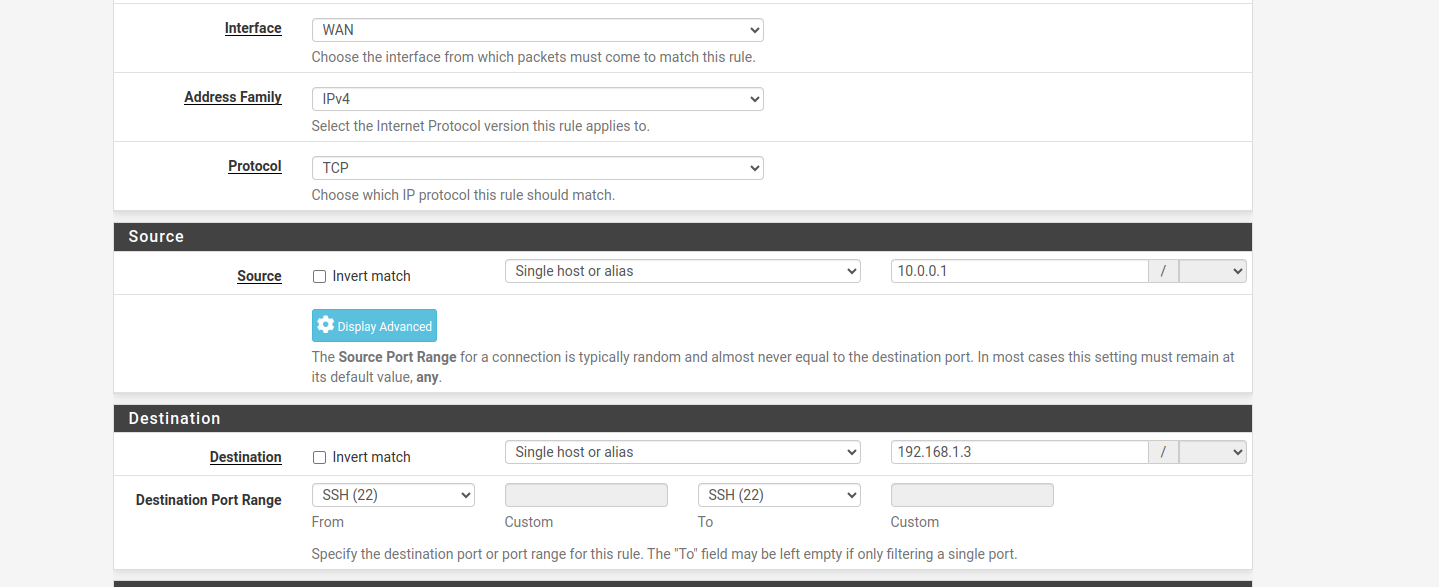 Interface WAN
Choose the interface from which packets must come to match this rule.
Address Family IPv4
Select the Internet Protocol version this rule applies to.
Protocol TCP
Choose which IP protocol this rule should match.
Source
Source Invert match Single host or alias 10.0.0.1 /
Display Advanced
The Source Port Range for a connection is typically random and almost never equal to the destination port. In most cases this setting must remain at
its default value, any.
Destination
Destination Invert match Single host or alias 192.168.1.3 /
Destination Port Range SSH (22) SSH (22)
From Custom To Custom
Specify the destination port or port range for this rule. The "To" field may be left empty if only filtering a single port.